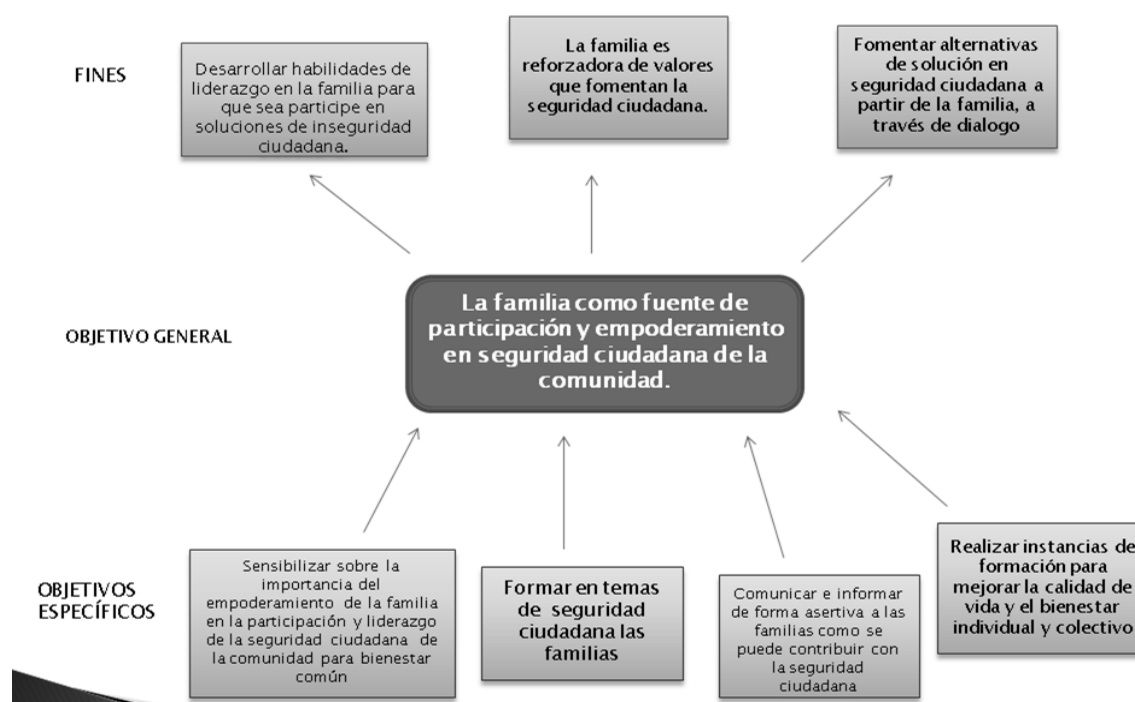 FINES
Desarrollar habilidades de
liderazgo en la familia para
que sea participe en
soluciones de inseguridad
ciudadana.
La familia es
reforzadora de valores
que fomentan la
seguridad ciudadana.
Fomentar alternativas
de solución en
seguridad ciudadana a
partir de la familia, a
través de dialogo
OBJETIVO GENERAL
La familia como fuente de
participación y empoderamiento
en seguridad ciudadana de la
comunidad.
OBJETIVOS
ESPECÍFICOS
Sensibilizar sobre la
importancia del
empoderamiento de la familia
en la participación y liderazgo
de la seguridad ciudadana de
la comunidad para bienestar
común
Formar en temas
de seguridad
ciudadana las
familias
Comunicar e informar
de forma asertiva a las
familias como se
puede contribuir con
la seguridad
ciudadana
Realizar instancias de
formación para
mejorar la calidad de
vida y el bienestar
individual y colectivo